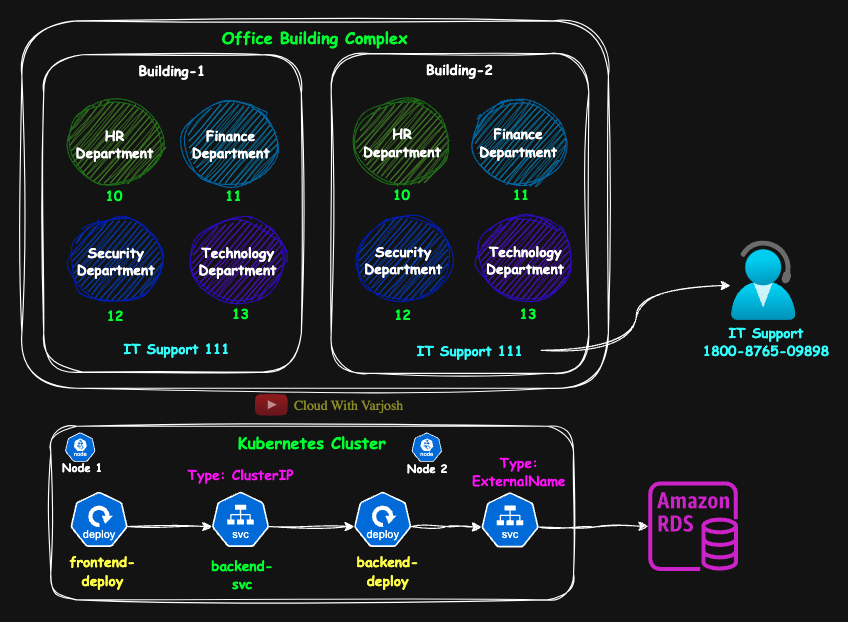 Office Building Complex
Building-1
HR
Department
10
Finance
Department
11
Security
Department
12
Technology
Department
13
IT Support 111
Building-2
HR
Department
10
Finance
Department
11
Security
Department
12
Technology
Department
13
IT Support 111
IT Support
1800-8765-09898
Cloud With Varjosh
Kubernetes Cluster
node
Node 1
node
Node 2
Type: ClusterIP
Type:
ExternalName
deploy
frontend-
deploy
svc
backend-
svc
deploy
backend-
deploy
svc
Amazon
RDS